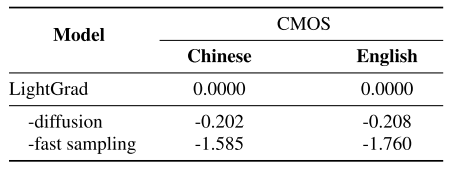 Model CMOS
Chinese English
LightGrad 0.0000 0.0000
-diffusion -0.202 -0.208
-fast sampling -1.585 -1.760